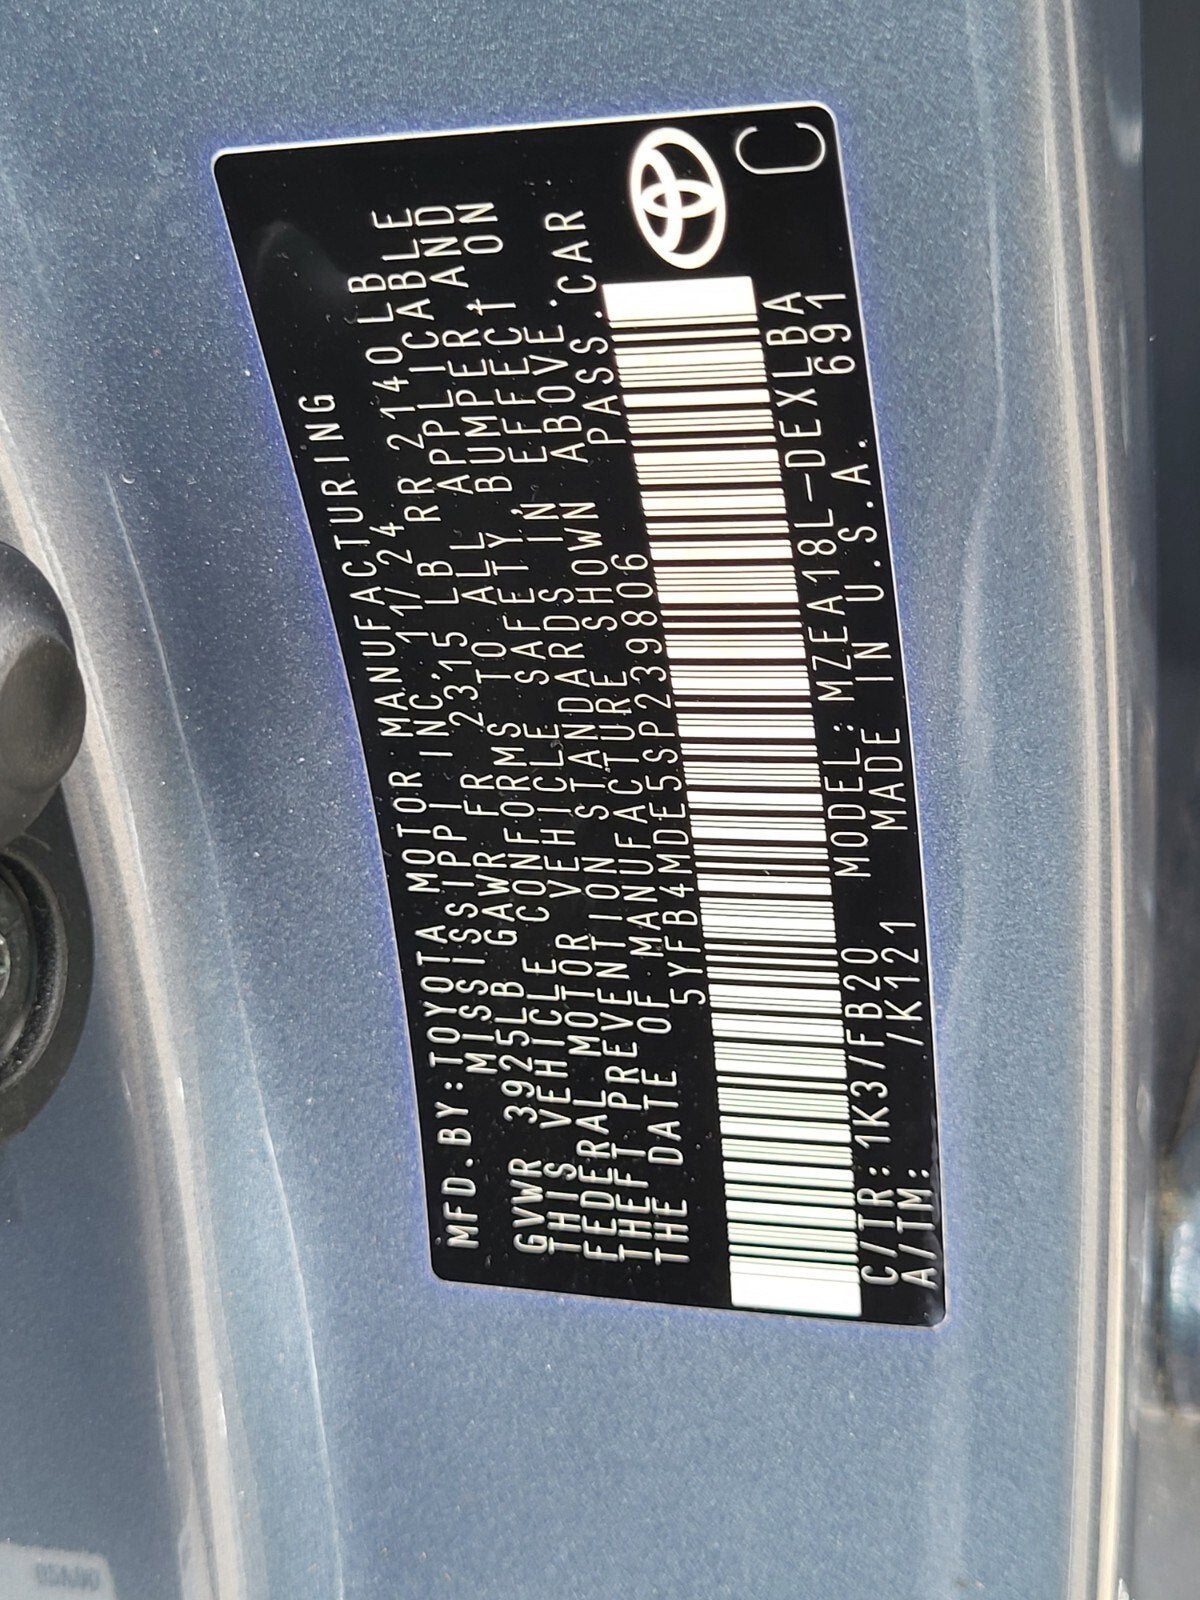 MFD.BY:TOYOTA MOTOR MANUFACTURING
MISSISSIPPI INC. 11/24
GVWR 3925LB GAWR FR 2315 LB RR 2140LB
THIS VEHICLE CONFORMS TO ALL APPLICABLE
FEDERAL MOTOR VEHICLE SAFETY, BUMPER, AND
THEFT PREVENTION STANDARDS IN EFFECT ON
THE DATE OF MANUFACTURE SHOWN ABOVE.
5YFB4MDE5SP239806 PASS.CAR
C/TR:1K37/FB20 MODEL:MZEA18L-DEXLBA
A/TM: /K121 MADE IN U.S.A. 691
C